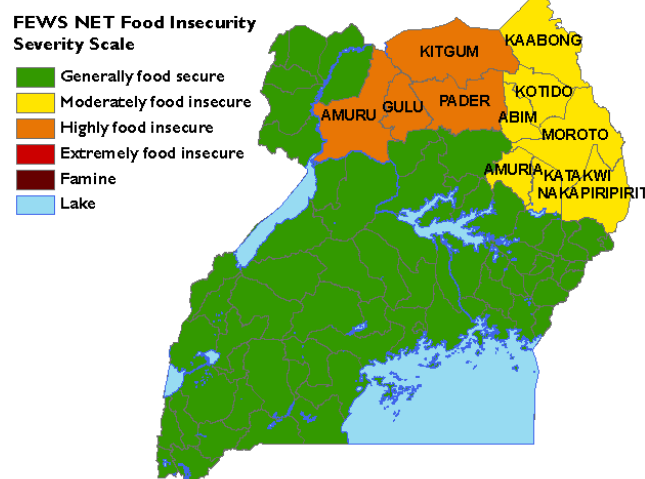 FEWS NET Food Insecurity
Severity Scale
Generally food secure
Moderately food insecure
Highly food insecure
Extremely food insecure
Famine
Lake
KAABONG
KITGUM
KOTIDO
PADER
GULU
AMURU
ABIM
MOROTO
AMURIA
KATAKWI
NAKAPIRIPIRIT